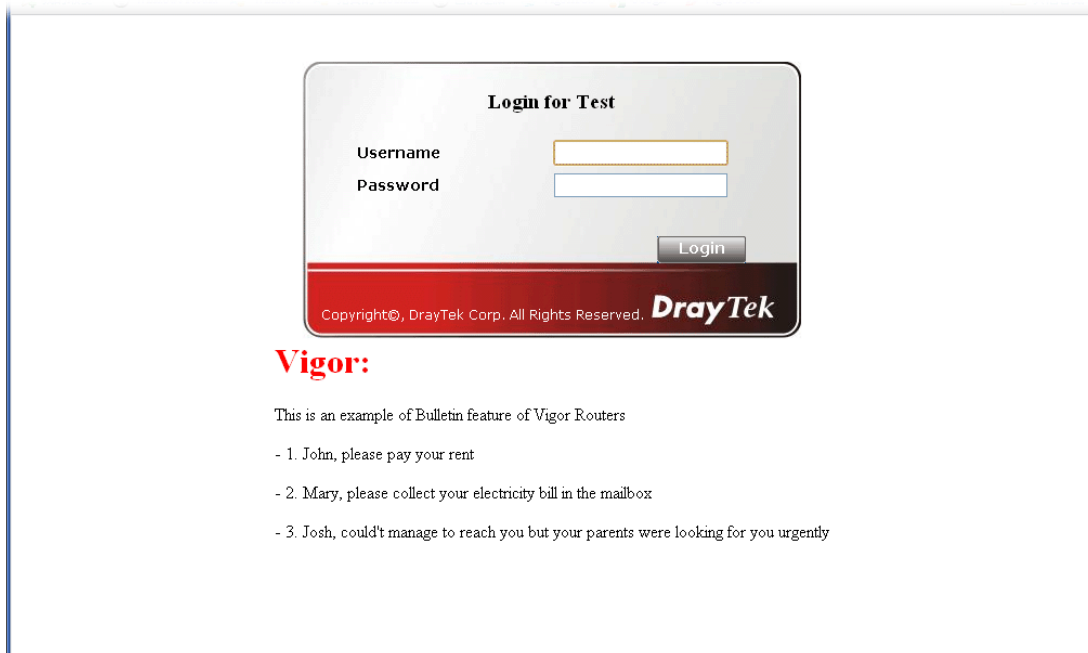 Login for Test
Username
Password
Login
Copyright©, DrayTek Corp. All Rights Reserved. DrayTek
Vigor:
This is an example of Bulletin feature of Vigor Routers
- 1. John, please pay your rent
- 2. Mary, please collect your electricity bill in the mailbox
- 3. Josh, could't manage to reach you but your parents were looking for you urgently